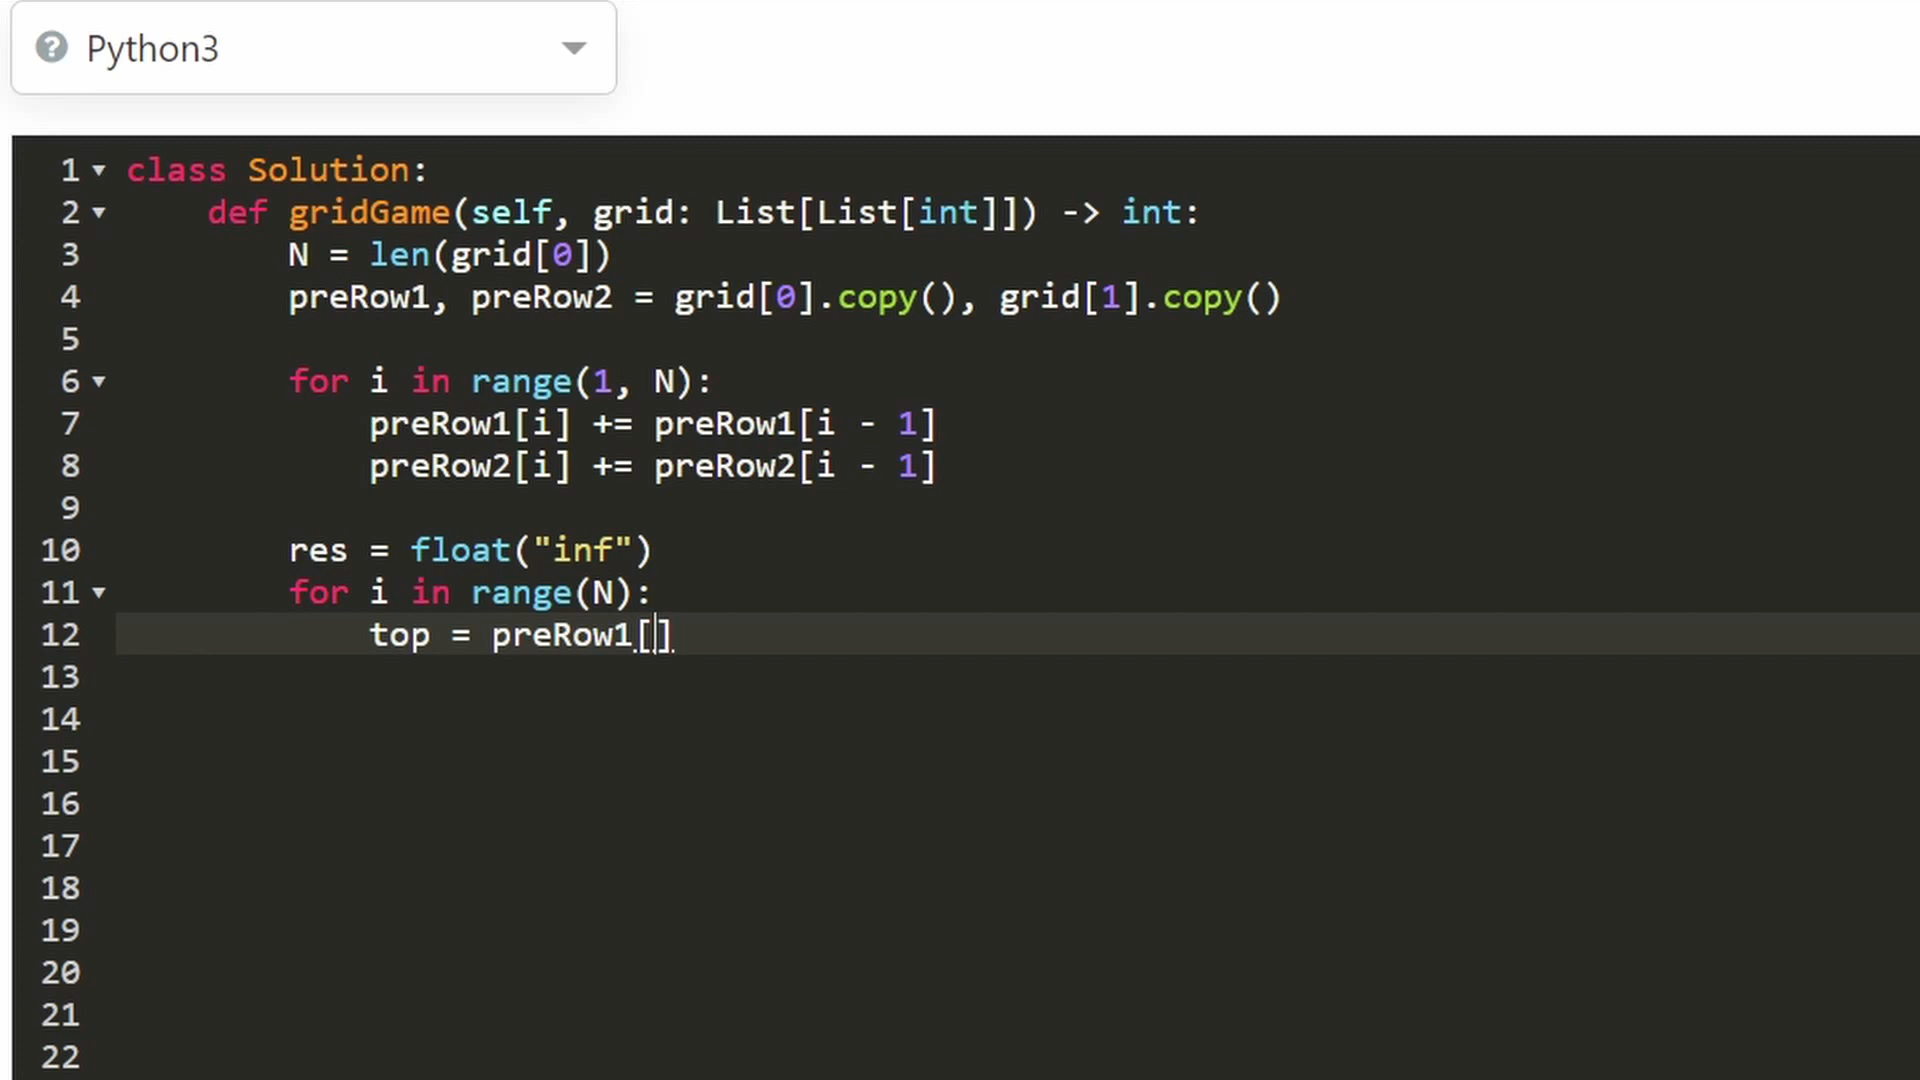 Python3
1 class Solution:
2     def gridGame(self, grid: List[List[int]]) -> int:
3         N = len(grid[0])
4         preRow1, preRow2 = grid[0].copy(), grid[1].copy()
5
6         for i in range(1, N):
7             preRow1[i] += preRow1[i - 1]
8             preRow2[i] += preRow2[i - 1]
9
10         res = float("inf")
11         for i in range(N):
12             top = preRow1[]
13
14
15
16
17
18
19
20
21
22